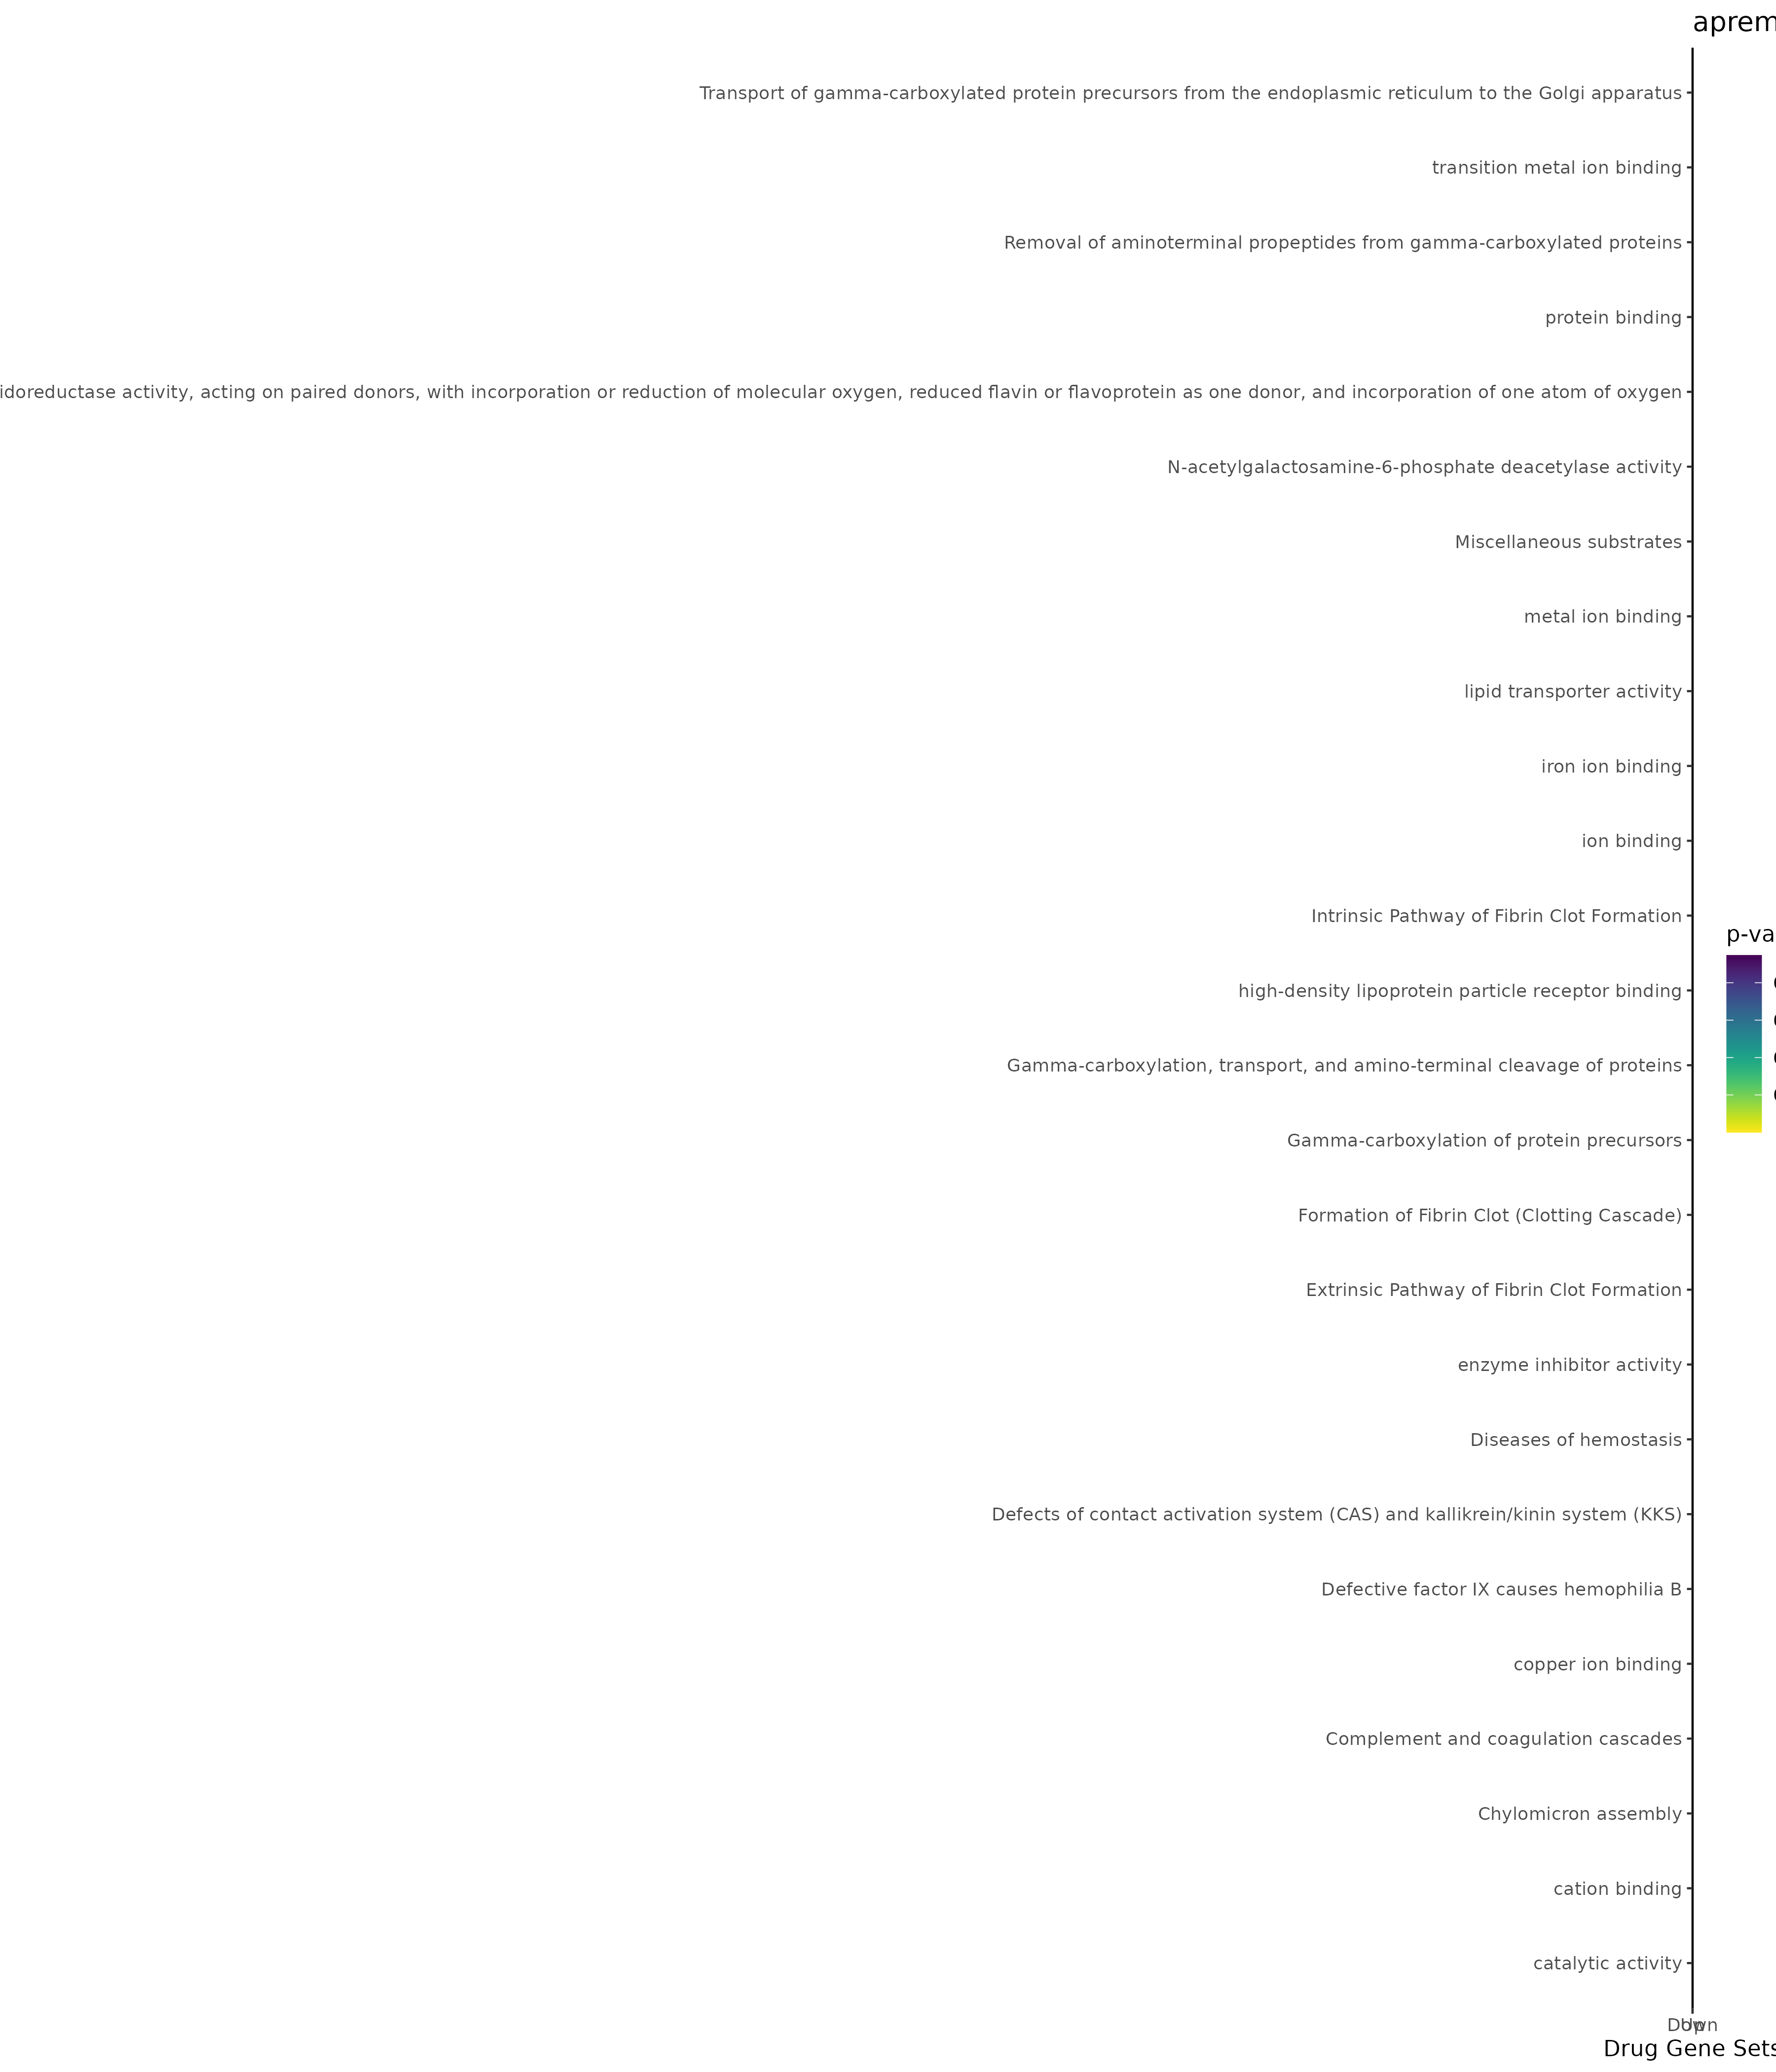 aprem
Transport of gamma-carboxylated protein precursors from the endoplasmic reticulum to the Golgi apparatus
transition metal ion binding
Removal of aminoterminal propeptides from gamma-carboxylated proteins
protein binding
idoreductase activity, acting on paired donors, with incorporation or reduction of molecular oxygen, reduced flavin or flavoprotein as one donor, and incorporation of one atom of oxygen
N-acetylgalactosamine-6-phosphate deacetylase activity
Miscellaneous substrates
metal ion binding
lipid transporter activity
iron ion binding
ion binding
Intrinsic Pathway of Fibrin Clot Formation
p-va
high-density lipoprotein particle receptor binding
Gamma-carboxylation, transport, and amino-terminal cleavage of proteins
Gamma-carboxylation of protein precursors
Formation of Fibrin Clot (Clotting Cascade)
Extrinsic Pathway of Fibrin Clot Formation
enzyme inhibitor activity
Diseases of hemostasis
Defects of contact activation system (CAS) and kallikrein/kinin system (KKS)
Defective factor IX causes hemophilia B
copper ion binding
Complement and coagulation cascades
Chylomicron assembly
cation binding
catalytic activity
Down
Up
Drug Gene Sets